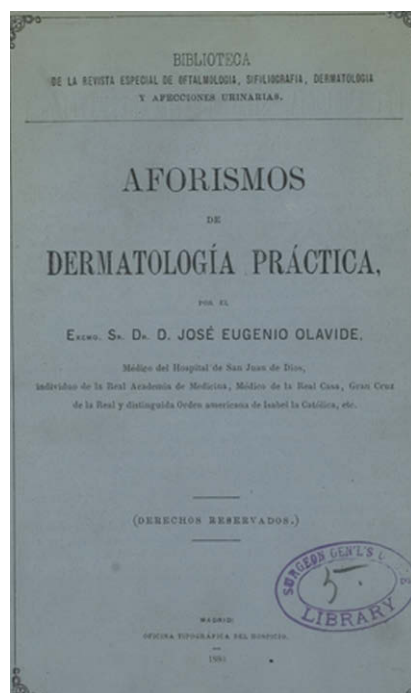 BIBLIOTECA
DE LA REVISTA ESPECIAL DE OFTALMOLOGIA, SIFILIOGRAFIA, DERMATOLOGIA
Y AFECCIONES URINARIAS.
AFORISMOS
DE
DERMATOLOGÍA PRÁCTICA,
POR EL
EXCMO. SR. DR. D. JOSÉ EUGENIO OLAVIDE,
Médico del Hospital de San Juan de Dios,
individuo de la Real Academia de Medicina, Médico de la Real Casa, Gran Cruz
de la Real y distinguida Orden americana de Isabel la Católica, etc.
(DERECHOS RESERVADOS.)
SURGEON GEN'L'S
LIBRARY
MADRID:
OFICINA TIPOGRÁFICA DEL HOSPICIO.